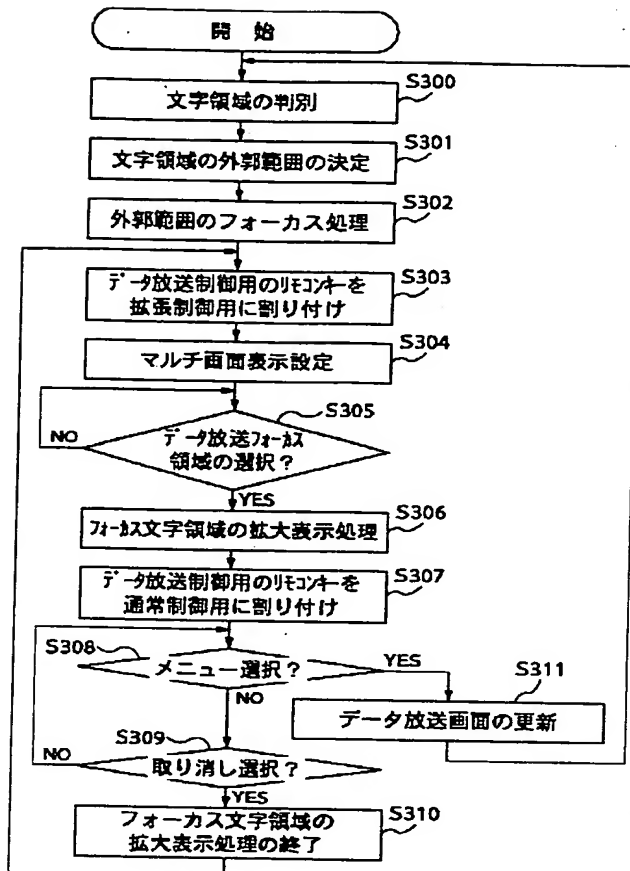 開 始
S300
文字領域の判別
S301
文字領域の外郭範囲の決定
S302
外郭範囲のフォーカス処理
S303
データ放送制御用のリモコンキーを
拡張制御用に割り付け
S304
マルチ画面表示設定
S305
NO
データ放送フォーカス
領域の選択?
YES
S306
フォーカス文字領域の拡大表示処理
S307
データ放送制御用のリモコンキーを
通常制御用に割り付け
S308
メニュー選択?
YES
S311
NO
データ放送画面の更新
S309
NO
取り消し選択?
YES
S310
フォーカス文字領域の
拡大表示処理の終了